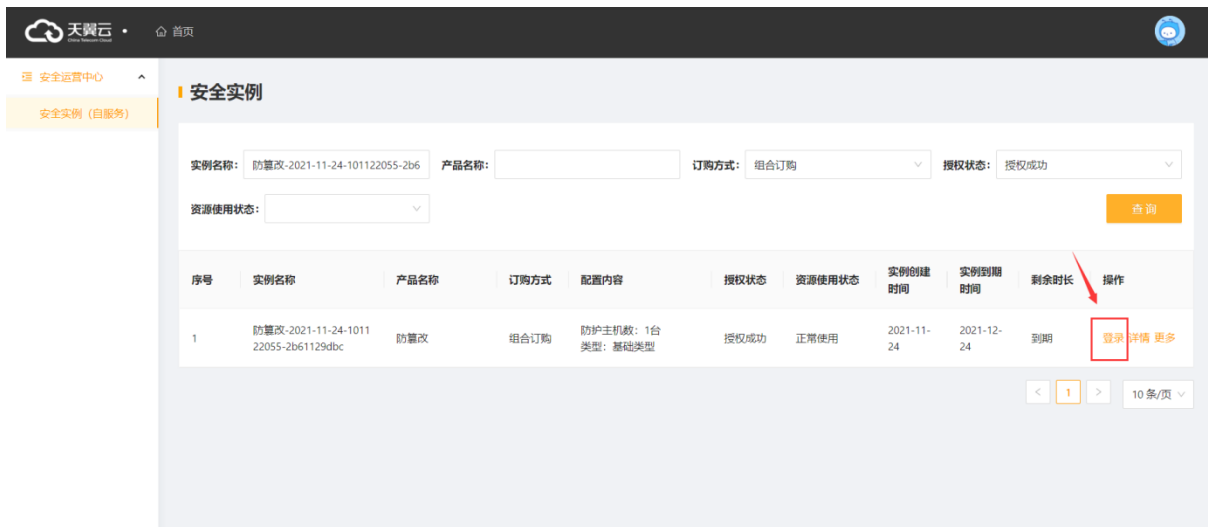 天翼云
China Telecom Cloud
首页
安全运营中心
安全实例（自服务）
安全实例
实例名称： 防篡改-2021-11-24-101122055-2b6 产品名称： 订购方式： 组合订购 授权状态： 授权成功
资源使用状态：
查 询
序号 实例名称 产品名称 订购方式 配置内容 授权状态 资源使用状态 实例创建时间 实例到期时间 剩余时长 操作
1 防篡改-2021-11-24-1011 防篡改 组合订购 防护主机数：1台 授权成功 正常使用 2021-11- 2021-12- 到期 登录 详情 更多
22055-2b61129dbc 类型：基础类型 24 24
< 1 > 10 条/页